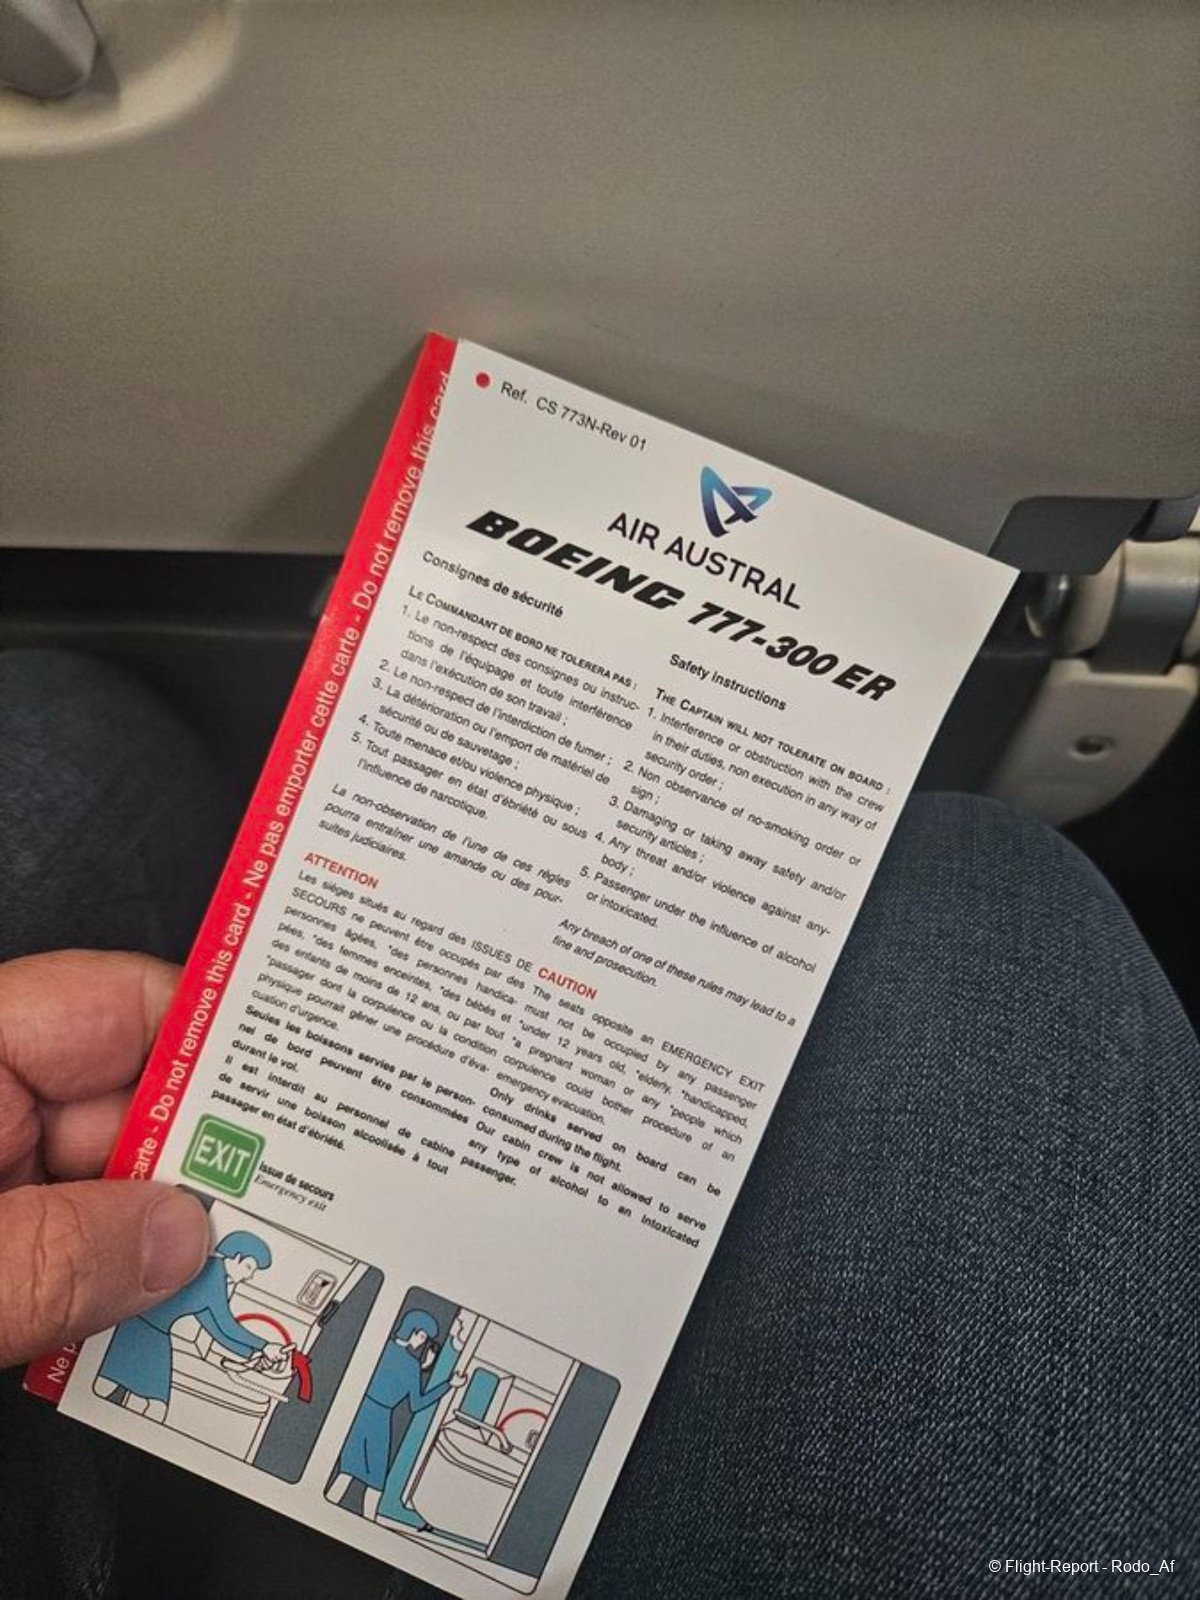 Ref. CS 773N-Rev 01
AIR AUSTRAL
BOEING 777-300 ER
Consignes de sécurité
LE COMMANDANT DE BORD NE TOLERERA PAS :
1. Le non-respect des consignes ou instruc-
tions de l'équipage et toute interférence
dans l'exécution de son travail ;
2. Le non-respect de l'interdiction de fumer ;
3. La détérioration ou l'emport de matériel de
sécurité ou de sauvetage ;
4. Toute menace et/ou violence physique ;
5. Tout passager en état d'ébriété ou sous
l'influence de narcotique.
La non-observation de l'une de ces règles
pourra entraîner une amende ou des pour-
suites judiciaires.
ATTENTION
Les sièges situés au regard des ISSUES DE
SECOURS ne peuvent être occupés par des
personnes âgées, *des personnes handica-
pées, *des femmes enceintes, *des bébés et
des enfants de moins de 12 ans, ou par tout
*passager dont la corpulence ou la condition
physique pourrait gêner une procédure d'éva-
cuation d'urgence.
Seules les boissons servies par le person-
nel de bord peuvent être consommées
durant le vol.
Il est interdit au personnel de cabine
de servir une boisson alcoolisée à tout
passager en état d'ébriété.
Safety instructions
THE CAPTAIN WILL NOT TOLERATE ON BOARD :
1. Interference or obstruction with the crew
in their duties, non execution in any way of
security order ;
2. Non observance of no-smoking order or
sign ;
3. Damaging or taking away safety and/or
security articles ;
4. Any threat and/or violence against any-
body ;
5. Passenger under the influence of alcohol
or intoxicated.
Any breach of one of these rules may lead to a
fine and prosecution.
CAUTION
The seats opposite an EMERGENCY EXIT
must not be occupied by any passenger
*under 12 years old, *elderly, *handicapped,
*a pregnant woman or any *people which
corpulence could bother procedure of an
emergency evacuation.
Only drinks served on board can be
consumed during the flight.
Our cabin crew is not allowed to serve
any type of alcohol to an intoxicated
passenger.
EXIT
Issue de secours
Emergency exit
Ne p
carte - Do not remove this card - Ne pas emporter cette carte - Do not remove this card
© Flight-Report - Rodo_Af